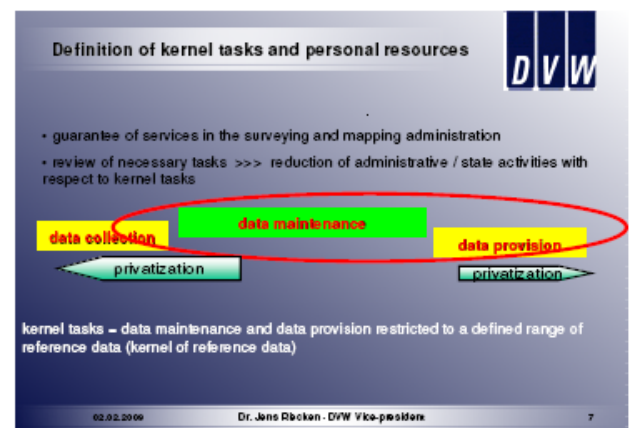 Definition of kernel tasks and personal resources
DVW
• guarantee of services in the surveying and mapping administration
• review of necessary tasks >>> reduction of administrative / state activities with
respect to kernel tasks
data maintenance
data collection
data provision
privatization
privatization
kernel tasks = data maintenance and data provision restricted to a defined range of
reference data (kernel of reference data)
02.02.2009
Dr. Jens Riecken - DVW Vice-president
7